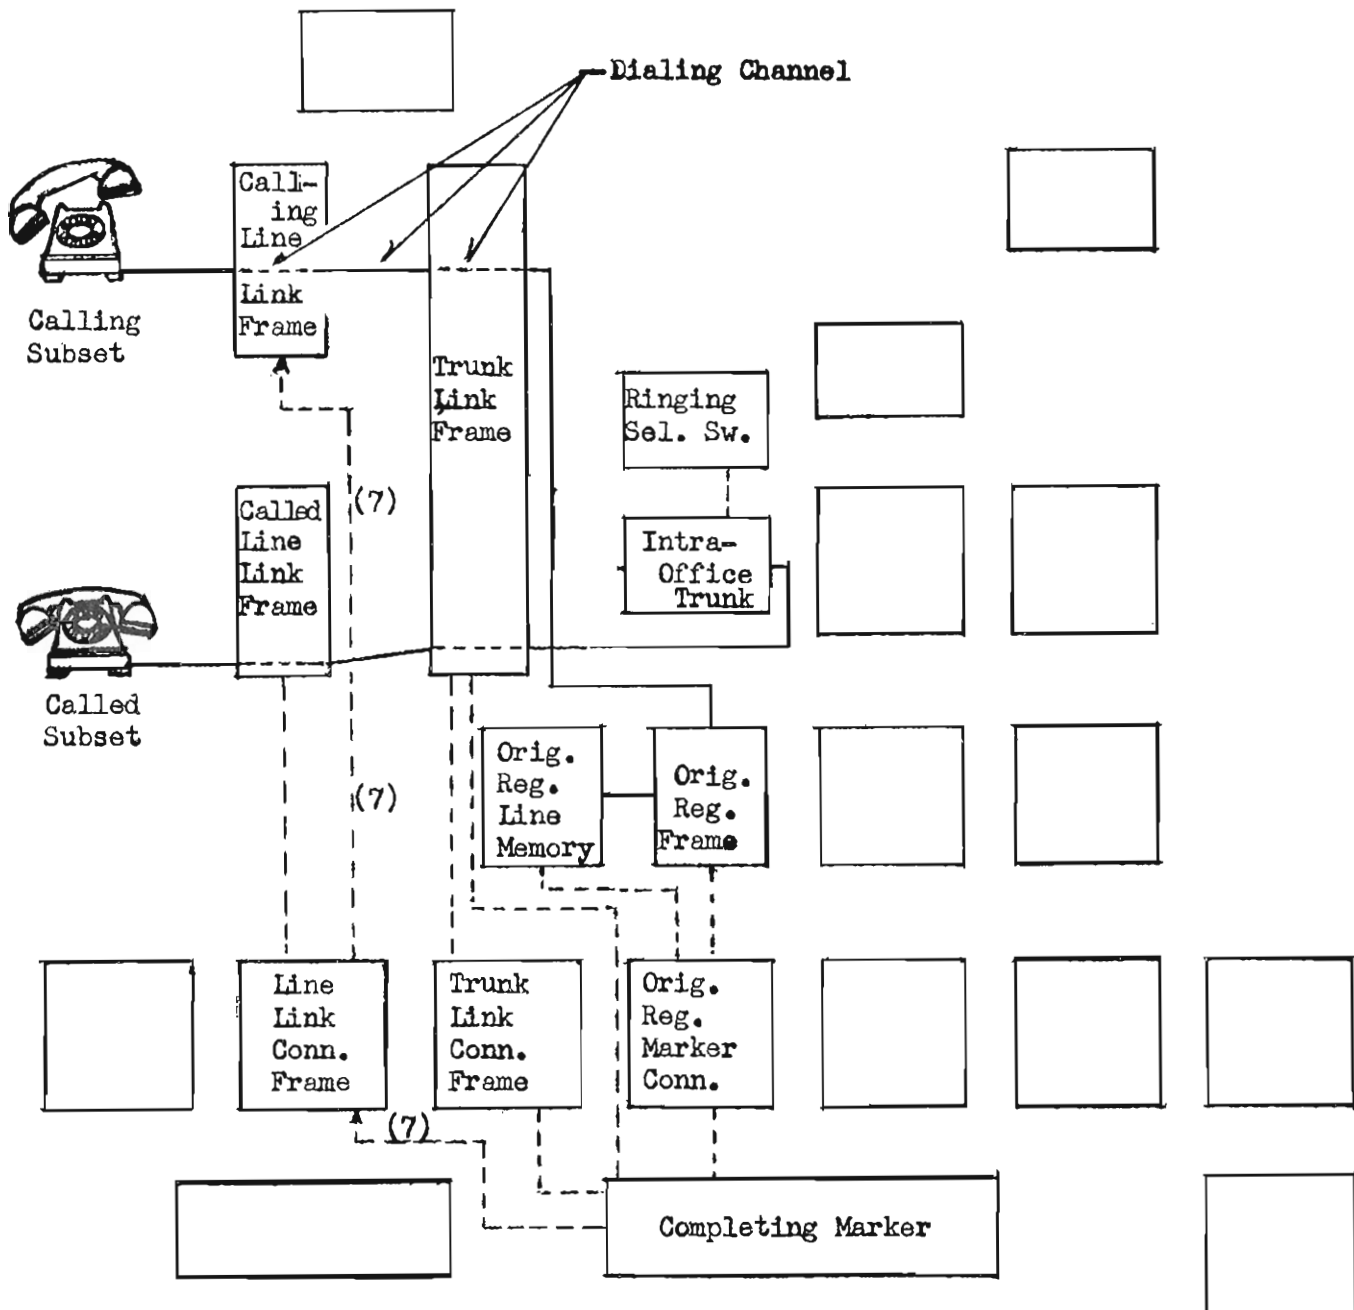 Dialing Channel
Call-
ing
Line
Link
Frame
Calling
Subset
Trunk
Link
Frame
Ringing
Sel. Sw.
(7)
Called
Line
Link
Frame
Intra-
Office
Trunk
Called
Subset
Orig.
Reg.
Line
Memory
Orig.
Reg.
Frame
(7)
Line
Link
Conn.
Frame
Trunk
Link
Conn.
Frame
Orig.
Reg.
Marker
Conn.
(7)
Completing Marker